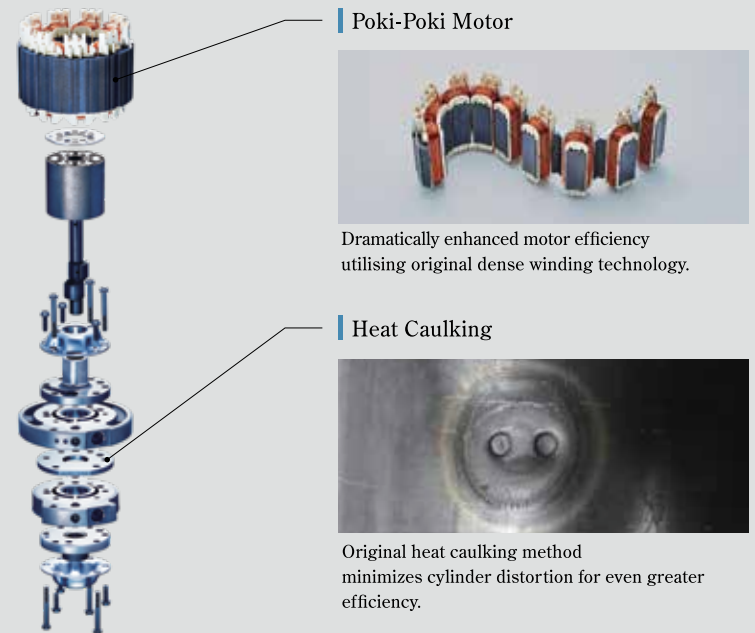 Poki-Poki Motor
Dramatically enhanced motor efficiency
utilising original dense winding technology.
Heat Caulking
Original heat caulking method
minimizes cylinder distortion for even greater
efficiency.